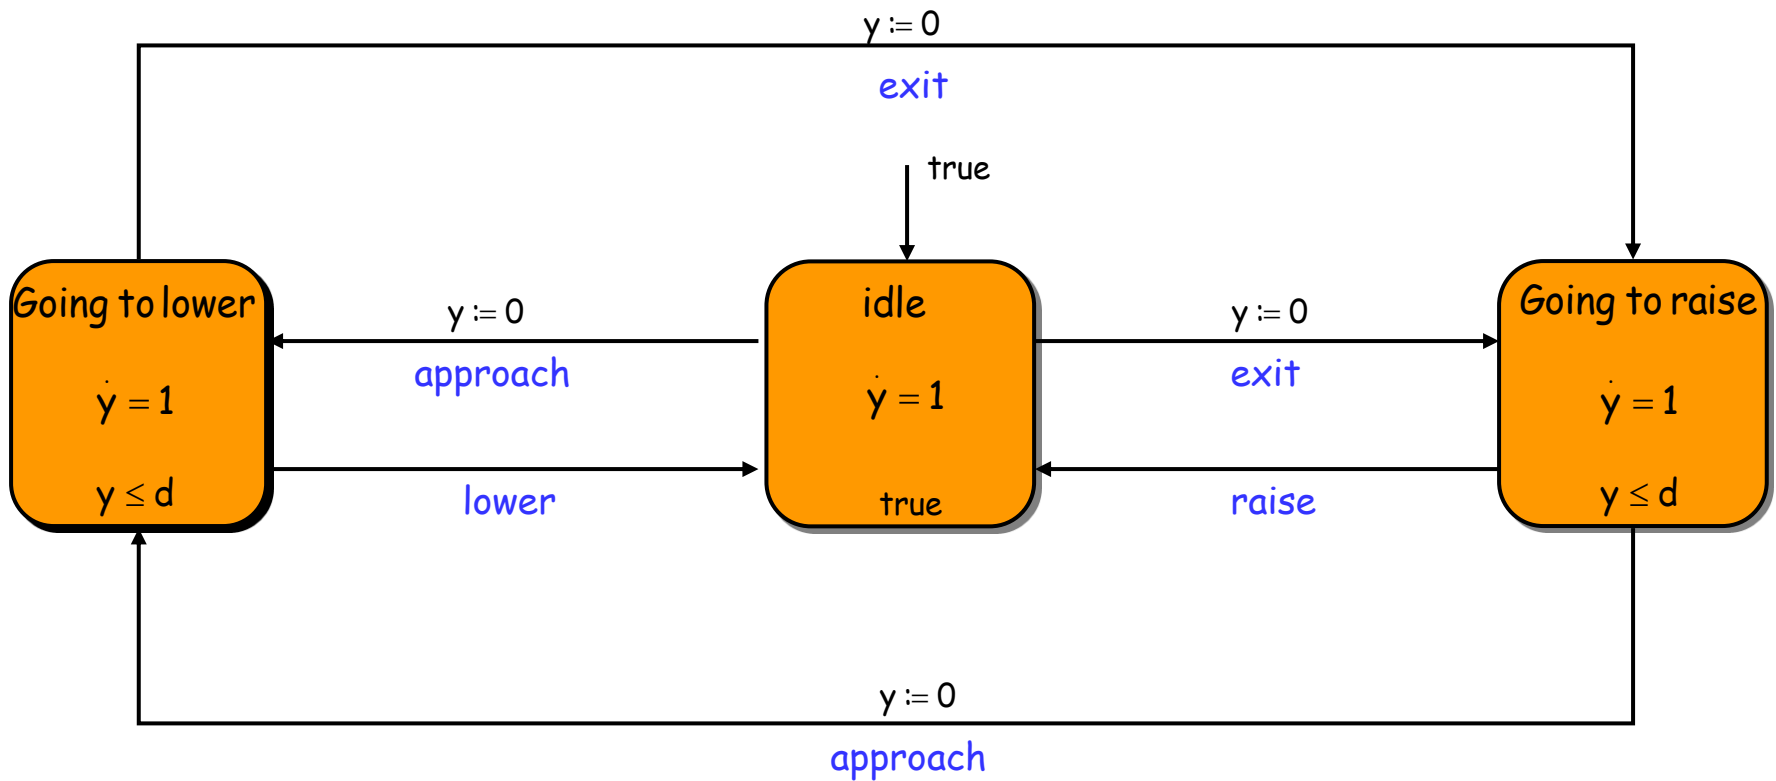 y := 0
exit
true
Going to lower
ẏ = 1
y ≤ d
y := 0
approach
lower
idle
ẏ = 1
true
y := 0
exit
raise
Going to raise
ẏ = 1
y ≤ d
y := 0
approach